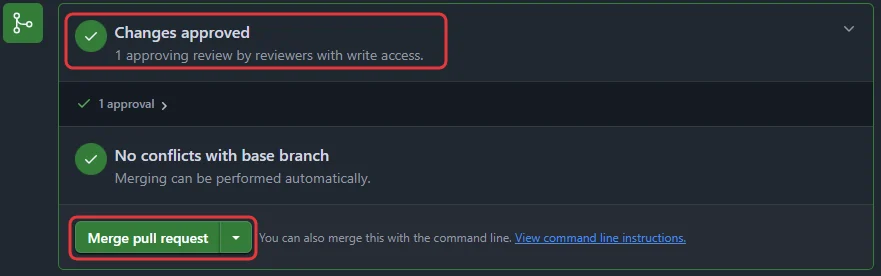 Changes approved
1 approving review by reviewers with write access.
1 approval
No conflicts with base branch
Merging can be performed automatically.
Merge pull request
You can also merge this with the command line. View command line instructions.